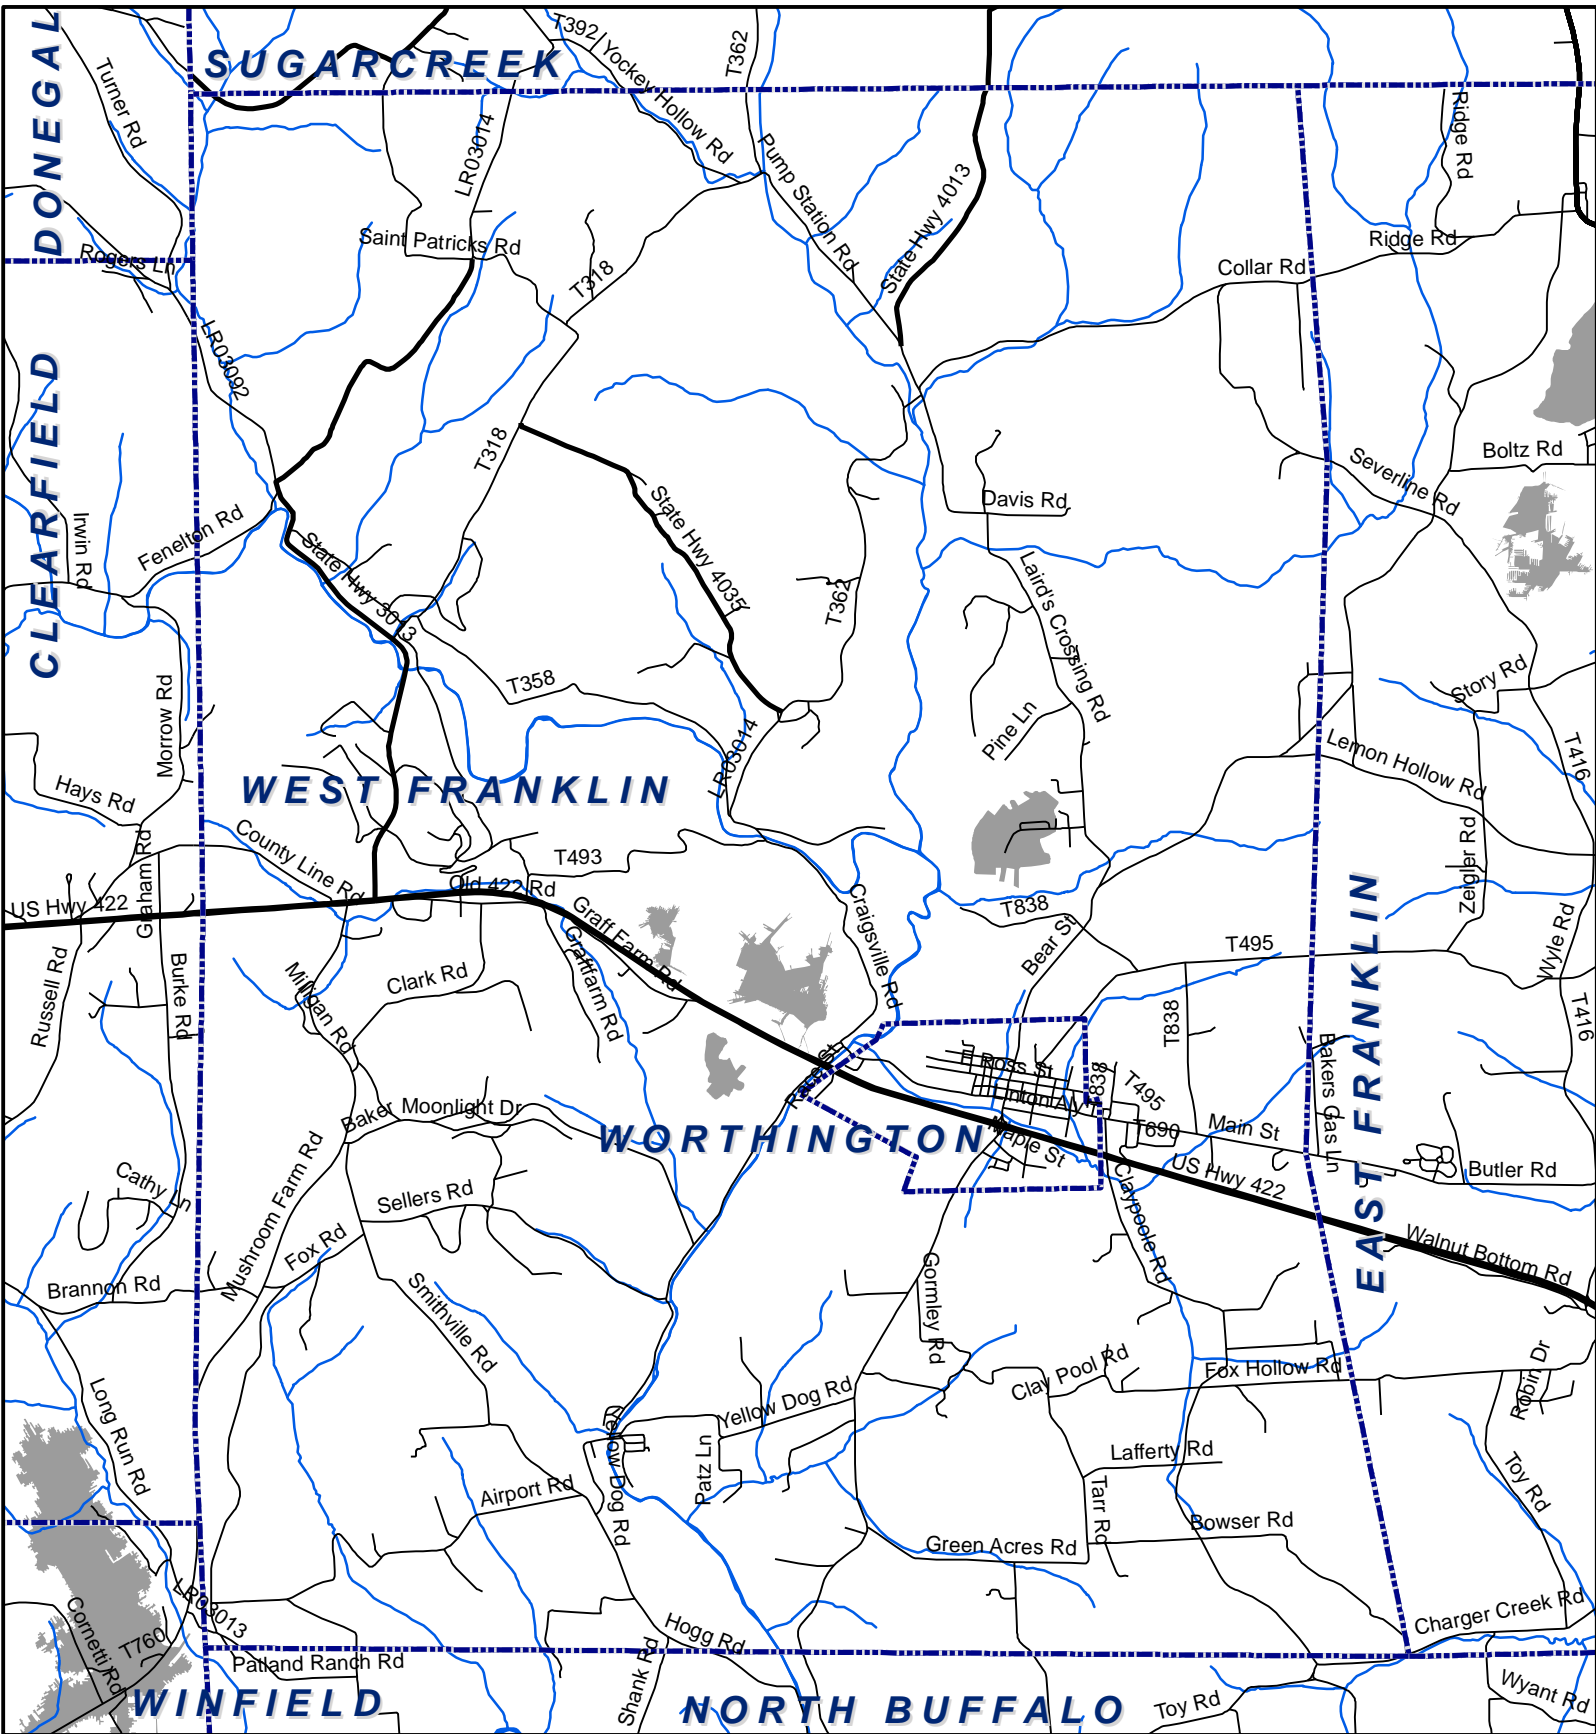 DONEGAL
SUGARCREEK
T392
Yockey Hollow Rd
T362
Turner Rd
LR03014
Ridge Rd
Pump Station Rd
State Hwy 4013
Saint Patricks Rd
Rogers Ln
T318
Collar Rd
Ridge Rd
LR03092
CLEARFIELD
T318
Boltz Rd
Severline Rd
State Hwy 4035
Davis Rd
Irwin Rd
Fenelton Rd
State Hwy 3013
T362
Laird's Crossing Rd
T358
Story Rd
Morrow Rd
Pine Ln
LR03014
Lemon Hollow Rd
T416
WEST FRANKLIN
Hays Rd
County Line Rd
Graham Rd
T493
Zeigler Rd
US Hwy 422
Old 422 Rd
Graff Farm Rd
Craigsville Rd
T838
Bear St
T495
EAST FRANKLIN
Wyle Rd
Russell Rd
Burke Rd
Milligan Rd
Clark Rd
Graffarm Rd
T838
T416
Race St
E Ross St
T838
T495
Bakers Gas Ln
Linton Aly
Baker
Moonlight Dr
WORTHINGTON
Maple St
T690
Main St
US Hwy 422
Butler Rd
Cathy Ln
Mushroom Farm Rd
Sellers Rd
Claypoole Rd
Fox Rd
Brannon Rd
Walnut Bottom Rd
Smithville Rd
Gormley Rd
Clay Pool Rd
Fox Hollow Rd
Robin Dr
Long Run Rd
Yellow Dog Rd
Yellow Dog Rd
Patz Ln
Lafferty Rd
Airport Rd
Tarr Rd
Toy Rd
Bowser Rd
Green Acres Rd
LR03013
Cornetti Rd
T760
Hogg Rd
Charger Creek Rd
Patland Ranch Rd
Shank Rd
WINFIELD
NORTH BUFFALO
Toy Rd
Wyant Rd